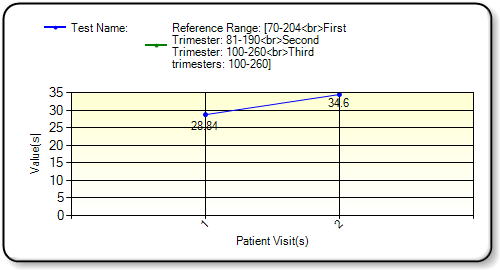 Test Name:
Reference Range: [70-204<br>First
Trimester: 81-190<br>Second
Trimester: 100-260<br>Third
trimesters: 100-260]
35
30
25
20
15
10
5
0
Value(s)
28.84
34.6
1
2
Patient Visit(s)